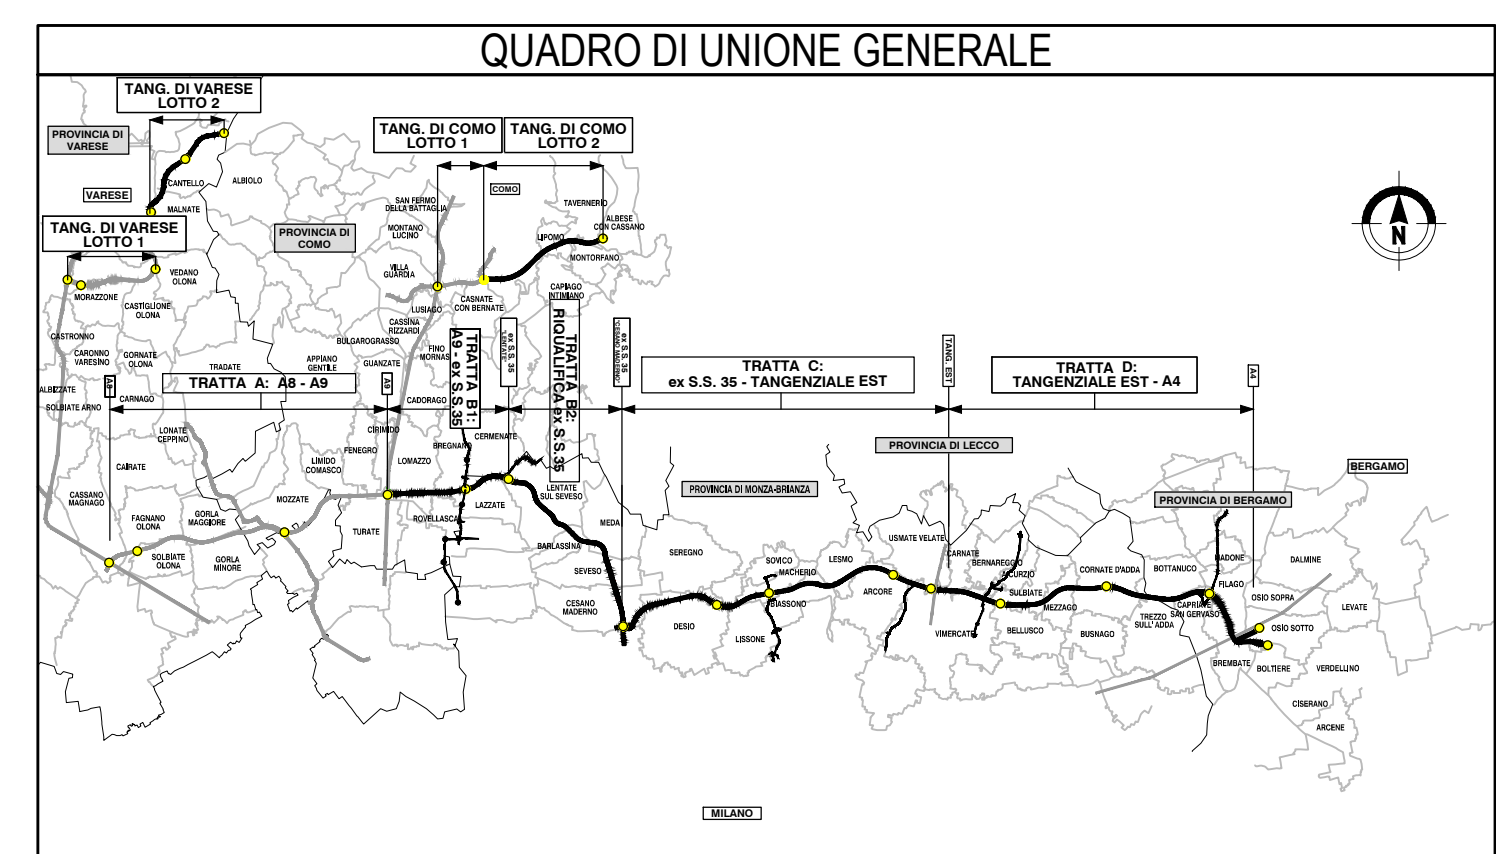 QUADRO DI UNIONE GENERALE
TANG. DI VARESE
LOTTO 2
PROVINCIA DI
VARESE
CANTELLO
ALBIOLO
VARESE
MALNATE
TANG. DI VARESE
LOTTO 1
VEDANO
OLONA
MORAZZONE
CASTIGLIONE
OLONA
TANG. DI COMO
LOTTO 1
TANG. DI COMO
LOTTO 2
COMO
SAN FERMO
DELLA BATTAGLIA
TAVERNERIO
ALBESE
CON CASSANO
PROVINCIA DI
COMO
MONTANO
LUCINO
LIPOMO
MONTORFANO
VILLA
GUARDIA
CAPIAGO
INTIMIANO
LUSIAGO
CASNATE
CON BERNATE
N
CASTRONNO
CARONNO
VARESINO
GORNATE
OLONA
CASSINA
RIZZARDI
BULGAROGRASSO
FINO
MORNAS
APPIANO
GENTILE
GUANZATE
TRADATE
ALBIZZATE
SOLBIATE ARNO
CARNAGO
A8
TRATTA A: A8 - A9
A9
CADORAGO
TRATTA B1:
A9 - ex S.S.35
ex S.S. 35
"LENTATE"
TRATTA B2:
RIQUALIFICA ex S.S.35
ex S.S. 35
"CESANO MADERNO"
TRATTA C:
ex S.S. 35 - TANGENZIALE EST
TANG. EST
TRATTA D:
TANGENZIALE EST - A4
A4
LONATE
CEPPINO
CIRIMIDO
FENEGRO
BREGNANO
CERMENATE
CAIRATE
LIMIDO
COMASCO
LOMAZZO
PROVINCIA DI LECCO
BERGAMO
CASSANO
MAGNAGO
MOZZATE
LAZZATE
LENTATE
SUL SEVESO
PROVINCIA DI MONZA-BRIANZA
PROVINCIA DI BERGAMO
FAGNANO
OLONA
GORLA
MAGGIORE
TURATE
ROVELLASCA
MEDA
SOLBIATE
OLONA
GORLA
MINORE
BARLASSINA
SEVESO
SEREGNO
SOVICO
MACHERIO
LESMO
USMATE VELATE
CARNATE
BERNAREGGIO
AICURZIO
CORNATE D'ADDA
BOTTANUCO
MADONE
DALMINE
FILAGO
CESANO
MADERNO
BIASSONO
ARCORE
SULBIATE
MEZZAGO
CAPRIATE
SAN GERVASO
OSIO SOPRA
LEVATE
DESIO
LISSONE
VIMERCATE
BELLUSCO
BUSNAGO
TREZZO
SULL'ADDA
OSIO SOTTO
BREMBATE
BOLTIERE
VERDELLINO
CISERANO
ARCENE
MILANO